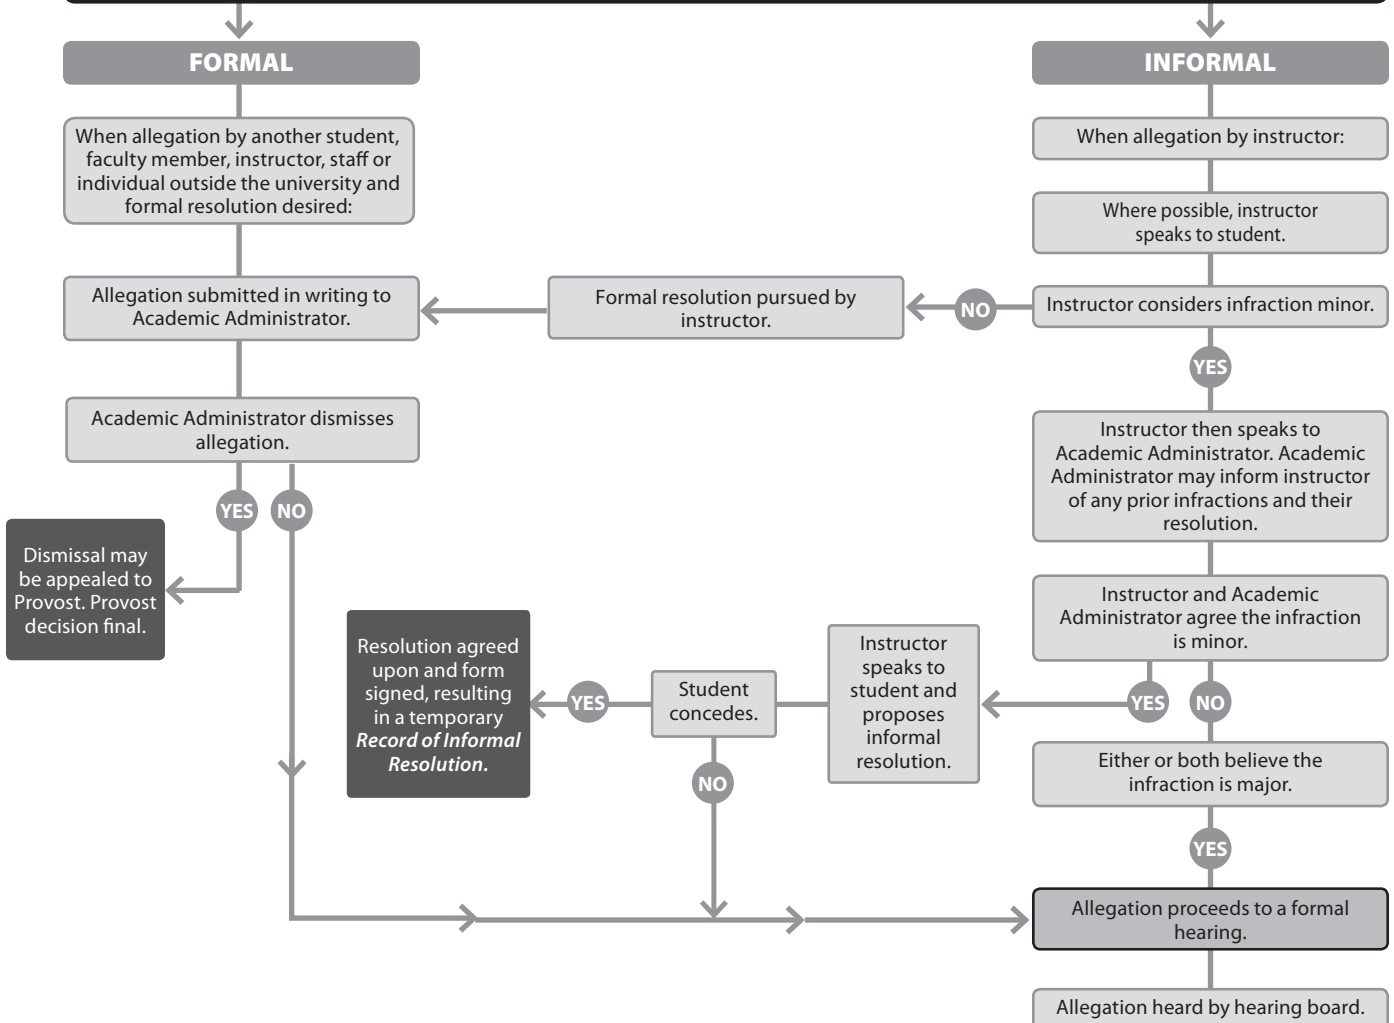 FORMAL
When allegation by another student,
faculty member, instructor, staff or
individual outside the university and
formal resolution desired:
Allegation submitted in writing to
Academic Administrator.
Academic Administrator dismisses
allegation.
YES
NO
Dismissal may
be appealed to
Provost. Provost
decision final.
INFORMAL
When allegation by instructor:
Where possible, instructor
speaks to student.
Instructor considers infraction minor.
NO
Formal resolution pursued by
instructor.
YES
Instructor then speaks to
Academic Administrator. Academic
Administrator may inform instructor
of any prior infractions and their
resolution.
Instructor and Academic
Administrator agree the infraction
is minor.
YES
NO
Instructor
speaks to
student and
proposes
informal
resolution.
Student
concedes.
YES
Resolution agreed
upon and form
signed, resulting
in a temporary
Record of Informal
Resolution.
NO
Either or both believe the
infraction is major.
YES
Allegation proceeds to a formal
hearing.
Allegation heard by hearing board.